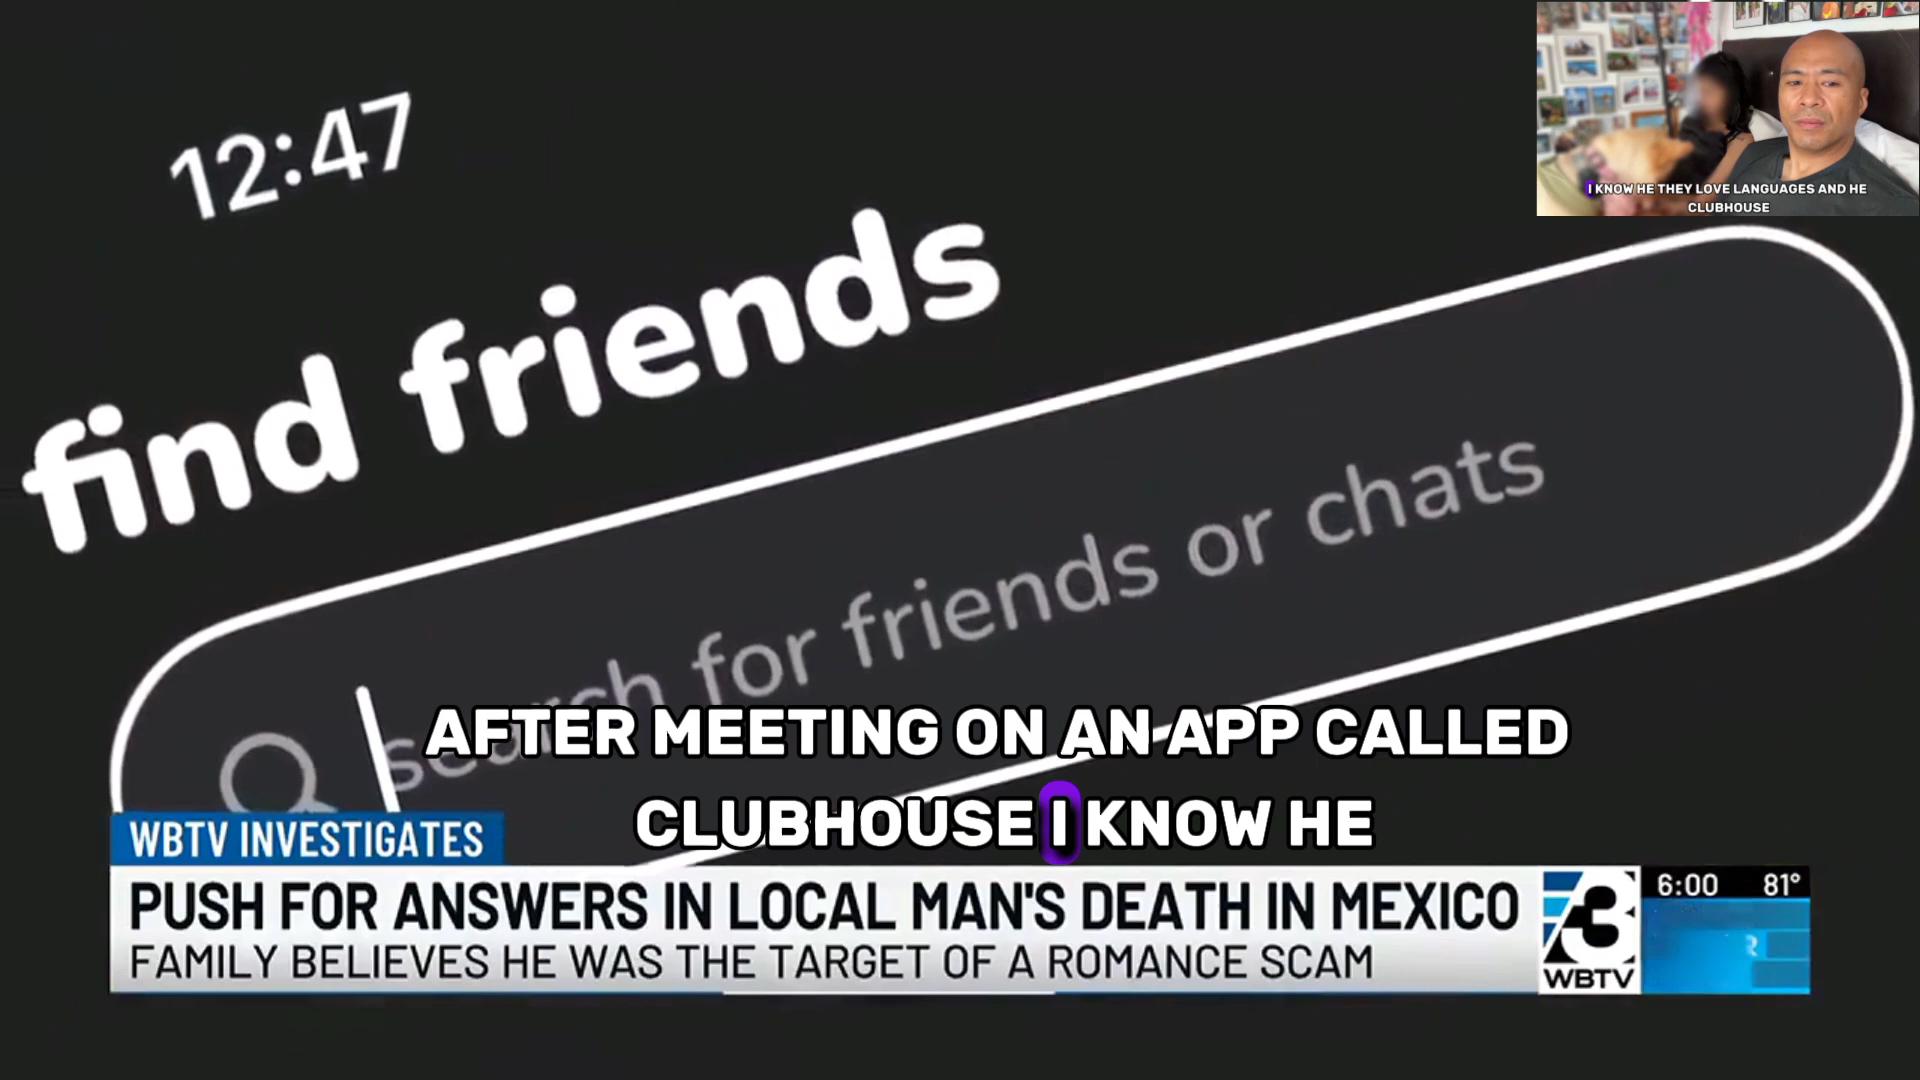 I KNOW HE THEY LOVE LANGUAGES AND HE
CLUBHOUSE
12:47
find friends
search for friends or chats
AFTER MEETING ON AN APP CALLED
CLUBHOUSE I KNOW HE
WBTV INVESTIGATES
PUSH FOR ANSWERS IN LOCAL MAN'S DEATH IN MEXICO
FAMILY BELIEVES HE WAS THE TARGET OF A ROMANCE SCAM
3
WBTV
6:00 81°